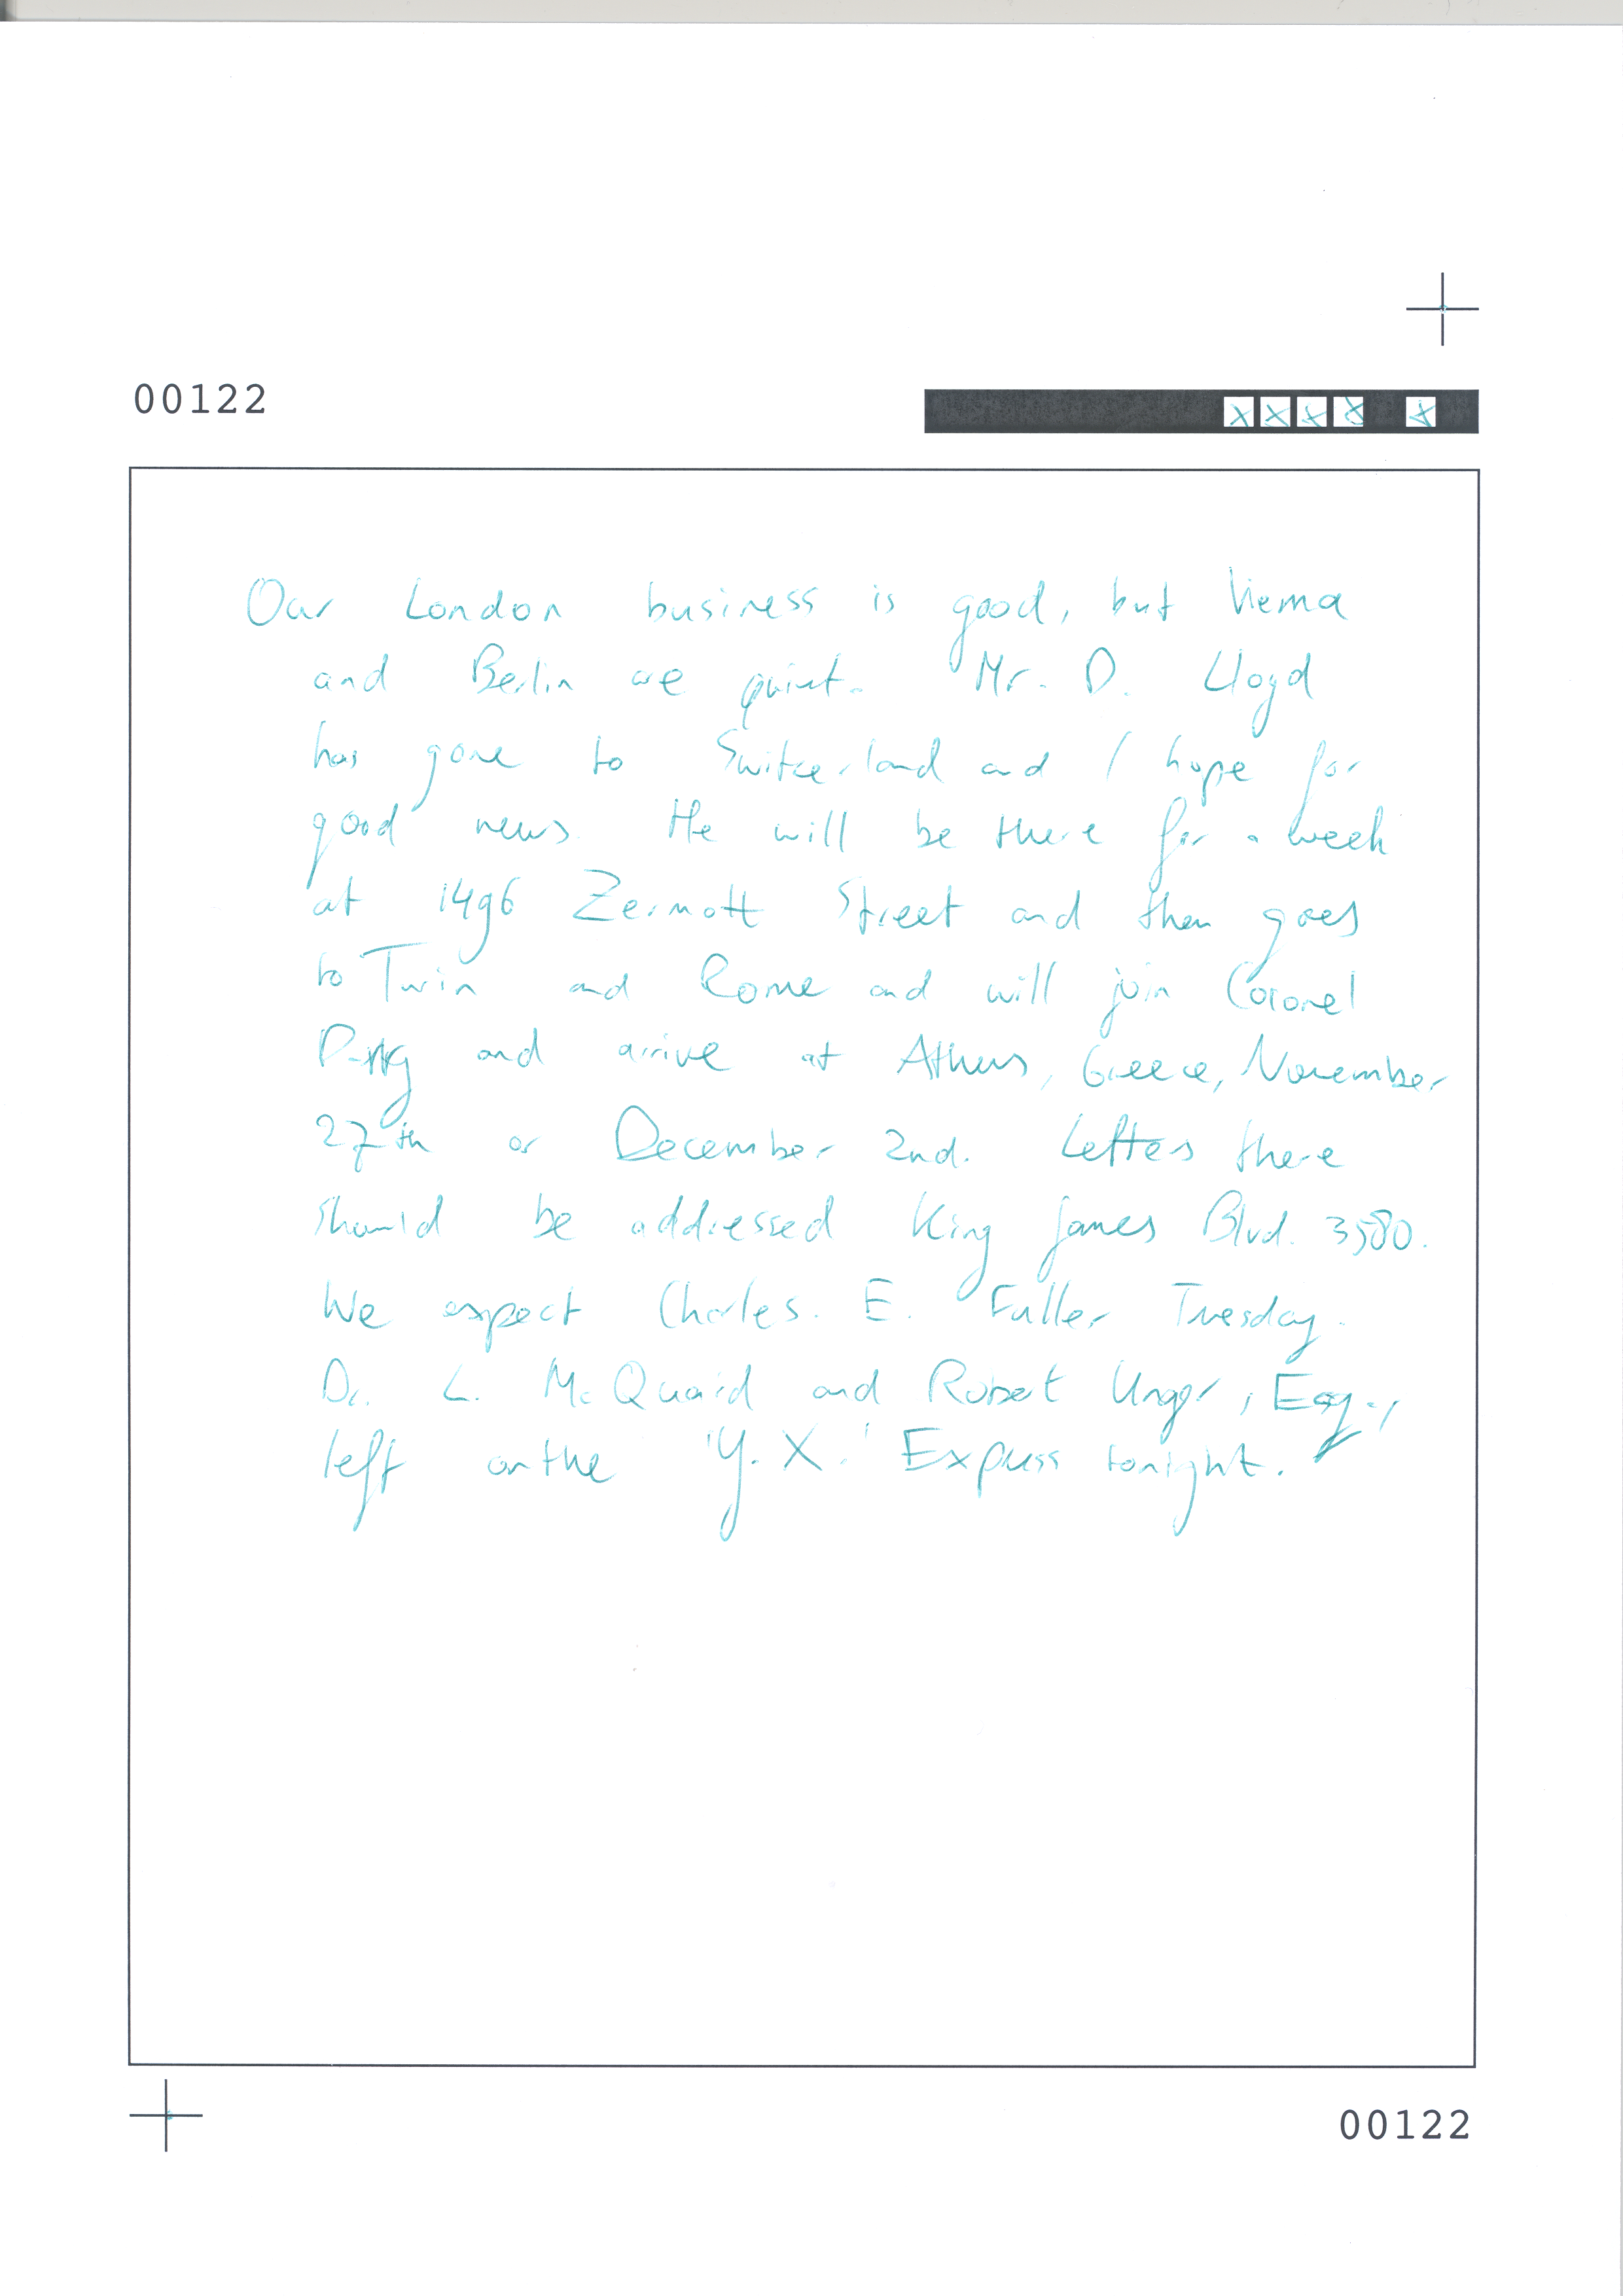 00122
Our London business is good, but Vienna
and Berlin are quiet. Mr. D. Lloyd
has gone to Switzerland and I hope for
good news. He will be there for a week
at 1496 Zermott Street and then goes
to Turin and Rome and will join Coronel
and arrive at Athens, Greece, November
27th or December 2nd. Letters there
should be addressed King James Blvd. 3580.
We expect Charles. E. Fuller Tuesday.
Dr. L. McQuaid and Robert Unger, Esq.,
left on the 'Y. X.' Express tonight.
00122